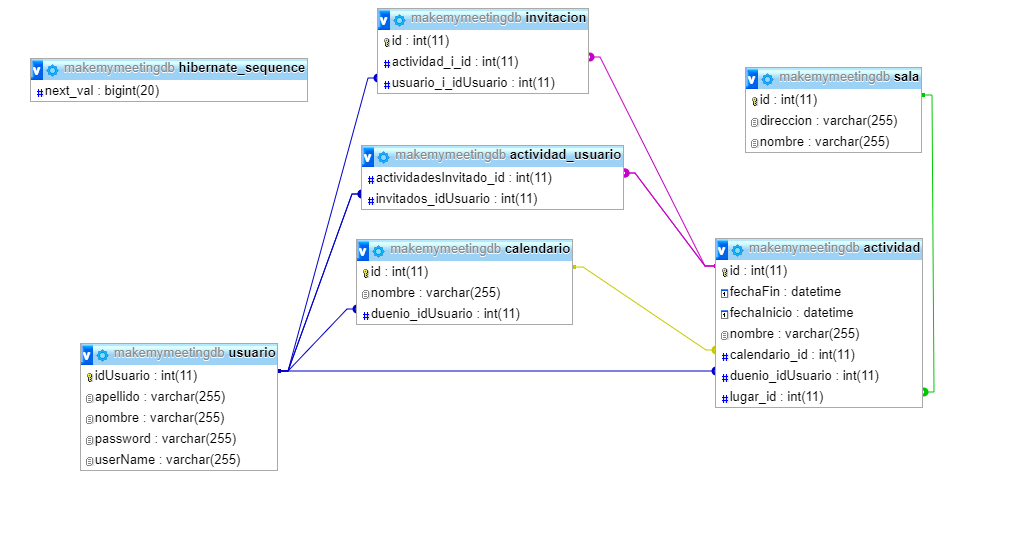 makemymeetingdb invitacion
id : int(11)
actividad_i_id : int(11)
usuario_i_idUsuario : int(11)
makemymeetingdb hibernate_sequence
next_val : bigint(20)
makemymeetingdb sala
id : int(11)
direccion : varchar(255)
nombre : varchar(255)
makemymeetingdb actividad_usuario
actividadesInvitado_id : int(11)
invitados_idUsuario : int(11)
makemymeetingdb calendario
id : int(11)
nombre : varchar(255)
duenio_idUsuario : int(11)
makemymeetingdb actividad
id : int(11)
fechaFin : datetime
fechaInicio : datetime
nombre : varchar(255)
calendario_id : int(11)
duenio_idUsuario : int(11)
lugar_id : int(11)
makemymeetingdb usuario
idUsuario : int(11)
apellido : varchar(255)
nombre : varchar(255)
password : varchar(255)
userName : varchar(255)